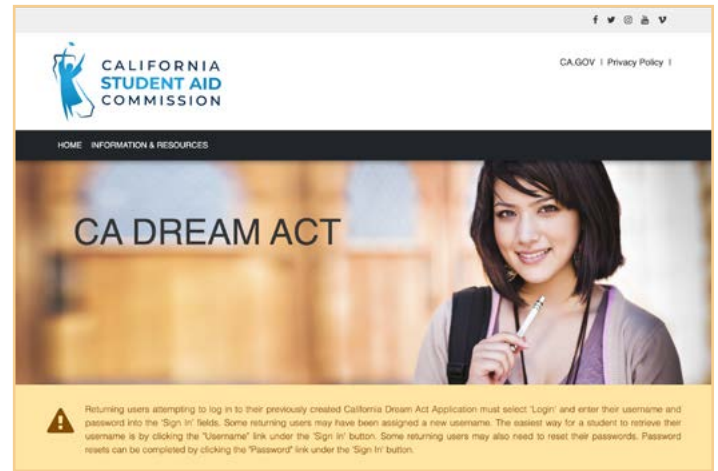 CA.GOV | Privacy Policy |
CALIFORNIA
STUDENT AID
COMMISSION
HOME INFORMATION & RESOURCES
CA DREAM ACT
Returning users attempting to log in to their previously created California Dream Act Application must select 'Login' and enter their username and
password into the 'Sign In' fields. Some returning users may have been assigned a new username. The easiest way for a student to retrieve their
username is by clicking the "Username" link under the 'Sign in' button. Some returning users may also need to reset their passwords. Password
resets can be completed by clicking the "Password" link under the 'Sign In' button.